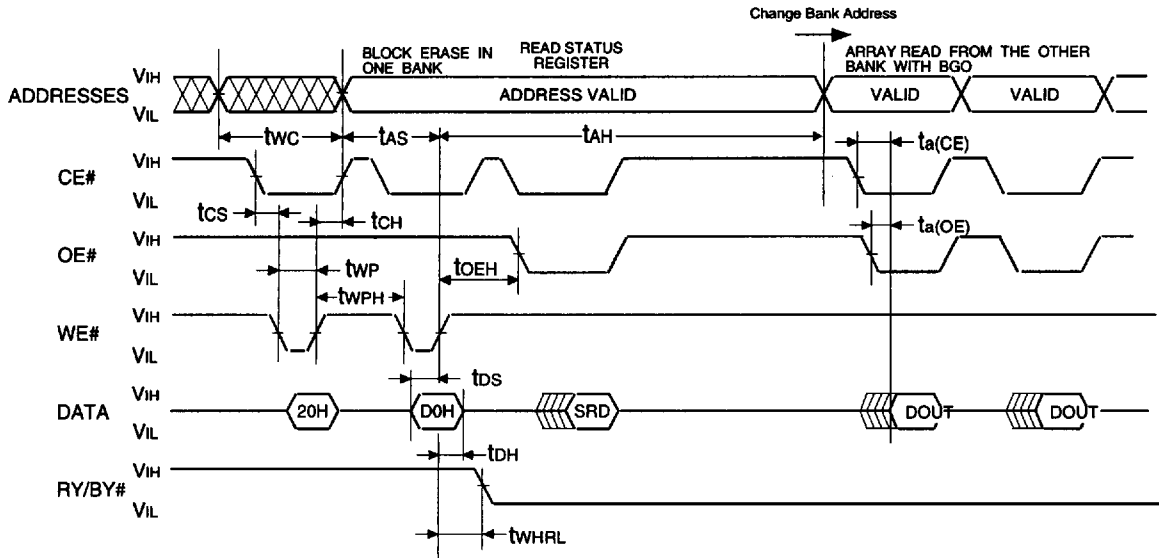 Change Bank Address
BLOCK ERASE IN
ONE BANK
READ STATUS
REGISTER
ARRAY READ FROM THE OTHER
BANK WITH BGO
ADDRESSES
VIH
VIL
ADDRESS VALID
VALID
VALID
tWC
tAS
tAH
ta(CE)
CE#
VIH
VIL
tCS
tCH
ta(OE)
OE#
VIH
VIL
tWP
tOEH
tWPH
WE#
VIH
VIL
tDS
DATA
VIH
VIL
20H
D0H
SRD
DOUT
DOUT
tDH
RY/BY#
VIH
VIL
tWHRL